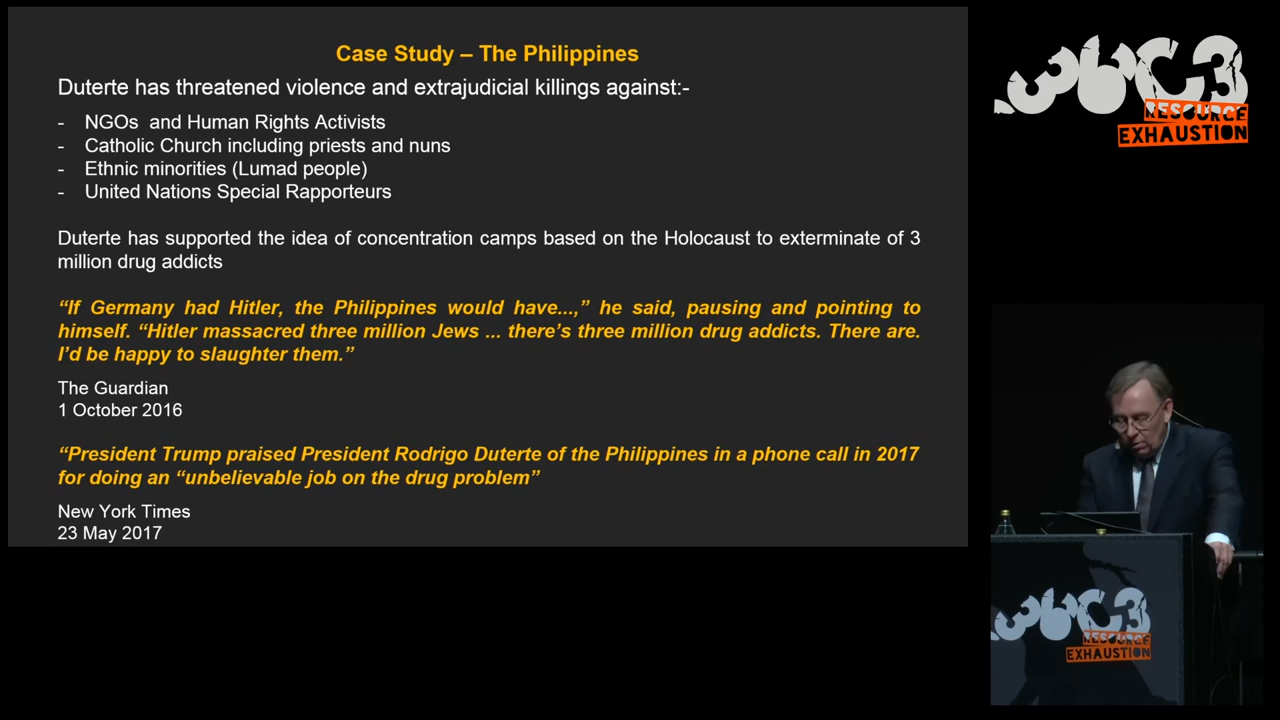 Case Study – The Philippines
Duterte has threatened violence and extrajudicial killings against:-
- NGOs  and Human Rights Activists
- Catholic Church including priests and nuns
- Ethnic minorities (Lumad people)
- United Nations Special Rapporteurs
Duterte has supported the idea of concentration camps based on the Holocaust to exterminate of 3
million drug addicts
“If Germany had Hitler, the Philippines would have...,” he said, pausing and pointing to
himself. “Hitler massacred three million Jews ... there’s three million drug addicts. There are.
I’d be happy to slaughter them.”
The Guardian
1 October 2016
“President Trump praised President Rodrigo Duterte of the Philippines in a phone call in 2017
for doing an “unbelievable job on the drug problem”
New York Times
23 May 2017
36C3
RESOURCE
EXHAUSTION
36C3
RESOURCE
EXHAUSTION